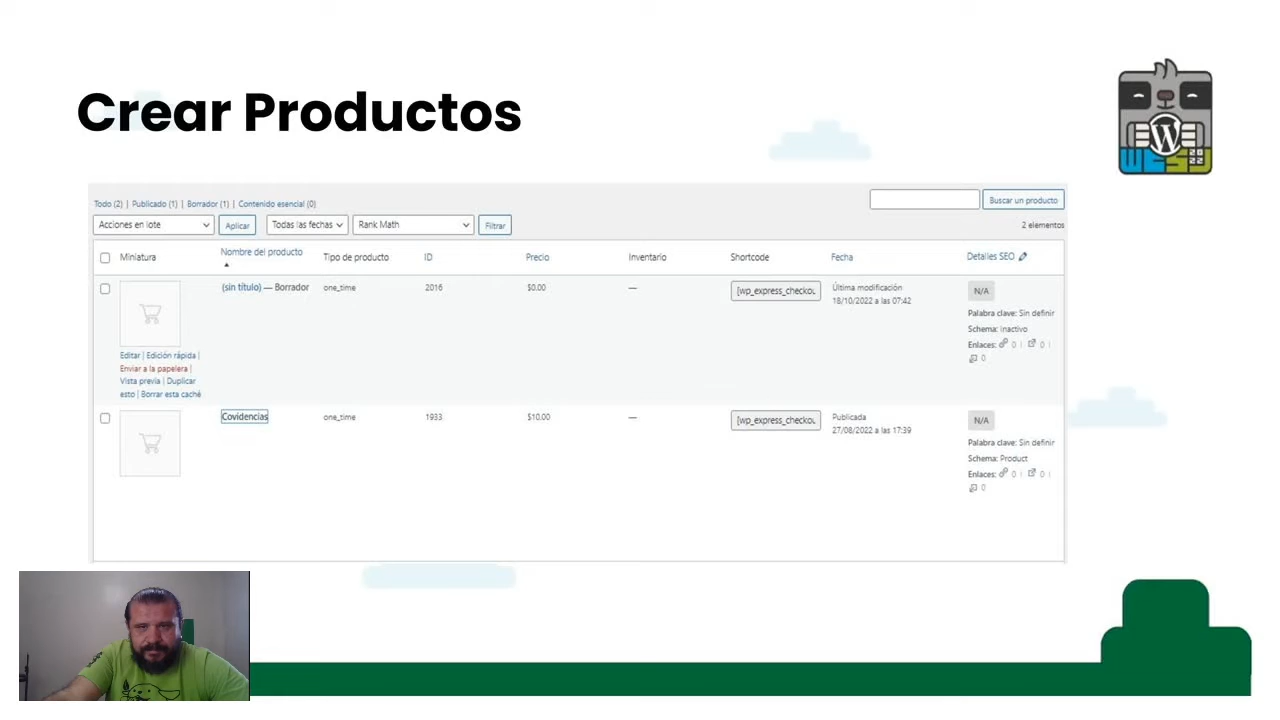 Crear Productos
WESP
Todo (2) | Publicado (1) | Borrador (1) | Contenido esencial (0)
Buscar un producto
Acciones en lote
Aplicar
Todas las fechas
Rank Math
Filtrar
2 elementos
Miniatura
Nombre del producto
Tipo de producto
ID
Precio
Inventario
Shortcode
Fecha
Detalles SEO
(sin título) — Borrador
one_time
2016
$0.00
—
[wp_express_checkou
Última modificación
18/10/2022 a las 07:42
N/A
Palabra clave: Sin definir
Schema: Inactivo
Enlaces: 0 | 0 |
0
Editar | Edición rápida |
Enviar a la papelera |
Vista previa | Duplicar
esto | Borrar esta caché
Covidencias
one_time
1933
$10.00
—
[wp_express_checkou
Publicada
27/08/2022 a las 17:39
N/A
Palabra clave: Sin definir
Schema: Product
Enlaces: 0 | 0 |
0